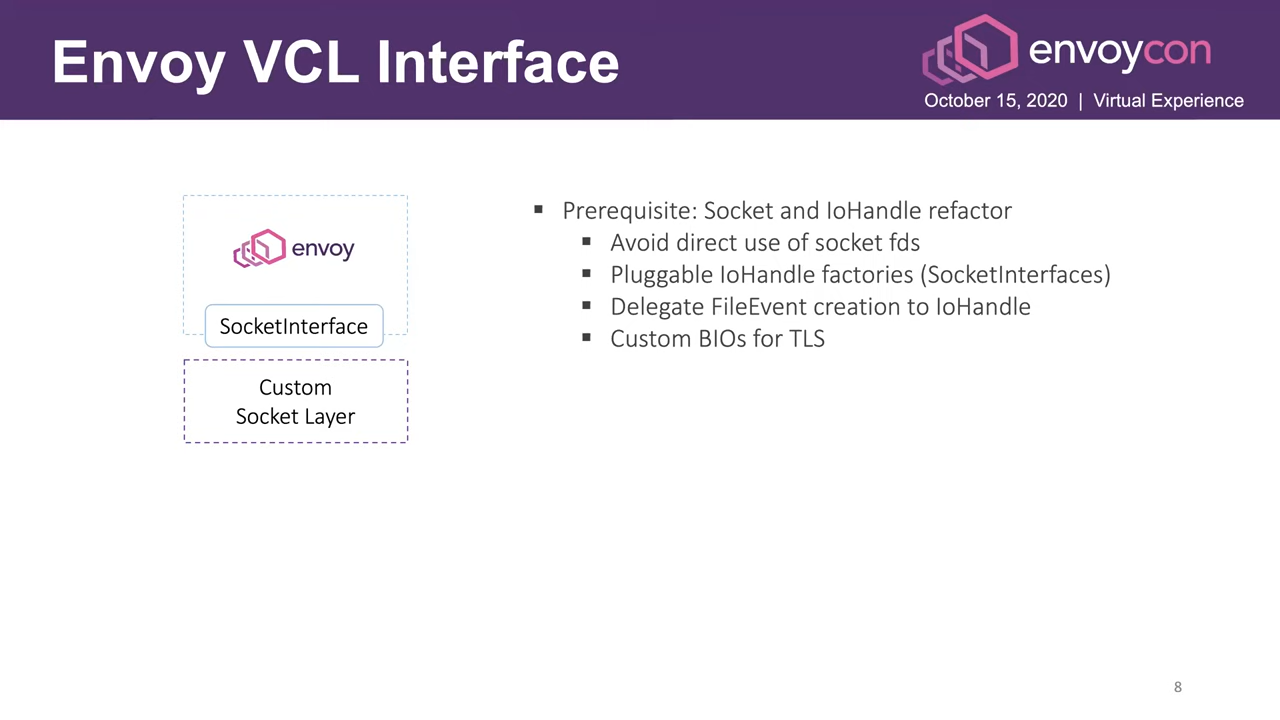 Envoy VCL Interface
envoycon
October 15, 2020 | Virtual Experience
envoy
SocketInterface
Custom
Socket Layer
▪ Prerequisite: Socket and IoHandle refactor
▪ Avoid direct use of socket fds
▪ Pluggable IoHandle factories (SocketInterfaces)
▪ Delegate FileEvent creation to IoHandle
▪ Custom BIOs for TLS
8